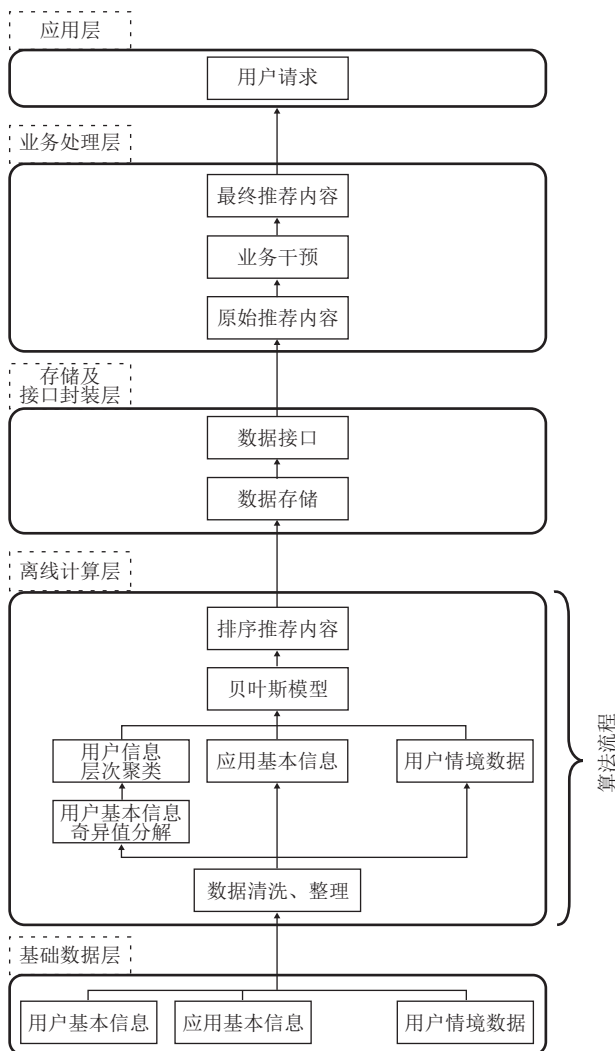 应用层
用户请求
业务处理层
最终推荐内容
业务干预
原始推荐内容
存储及
接口封装层
数据接口
数据存储
离线计算层
排序推荐内容
贝叶斯模型
用户信息
层次聚类
应用基本信息
用户情境数据
用户基本信息
奇异值分解
数据清洗、整理
算法流程
基础数据层
用户基本信息
应用基本信息
用户情境数据